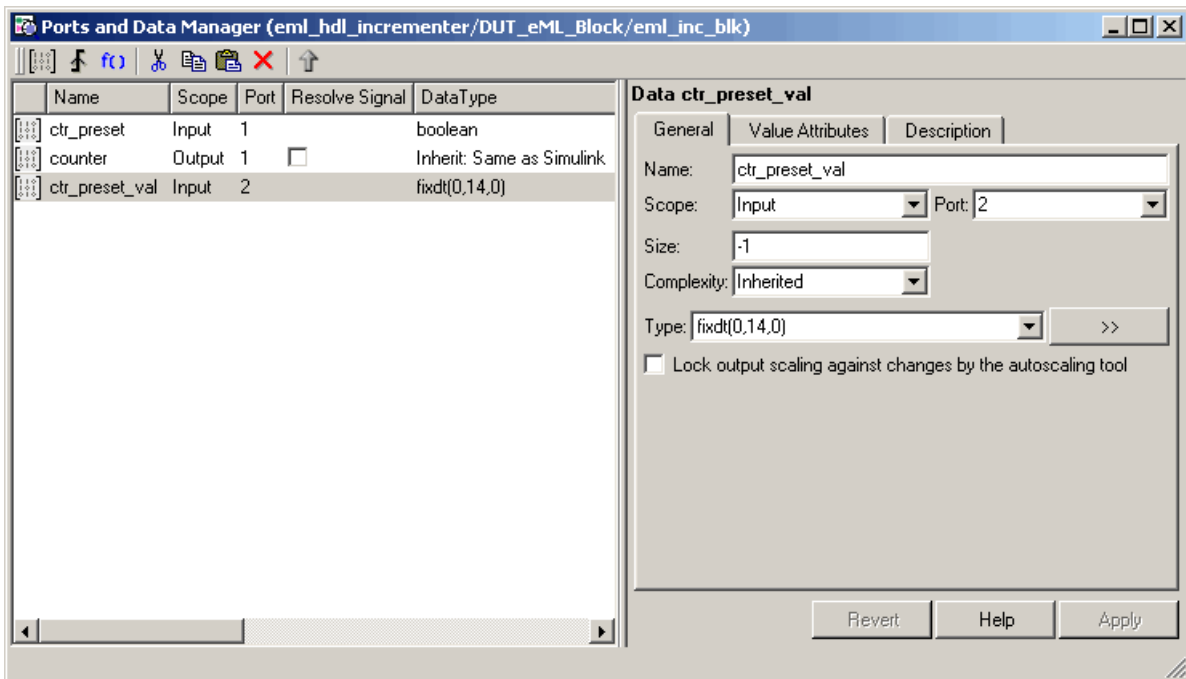 Ports and Data Manager (eml_hdl_incrementer/DUT_eML_Block/eml_inc_blk)
f()
Name Scope Port Resolve Signal DataType
ctr_preset Input 1 boolean
counter Output 1 Inherit: Same as Simulink
ctr_preset_val Input 2 fixdt(0,14,0)
Data ctr_preset_val
General Value Attributes Description
Name: ctr_preset_val
Scope: Input Port: 2
Size: -1
Complexity: Inherited
Type: fixdt(0,14,0) >>
Lock output scaling against changes by the autoscaling tool
Revert Help Apply